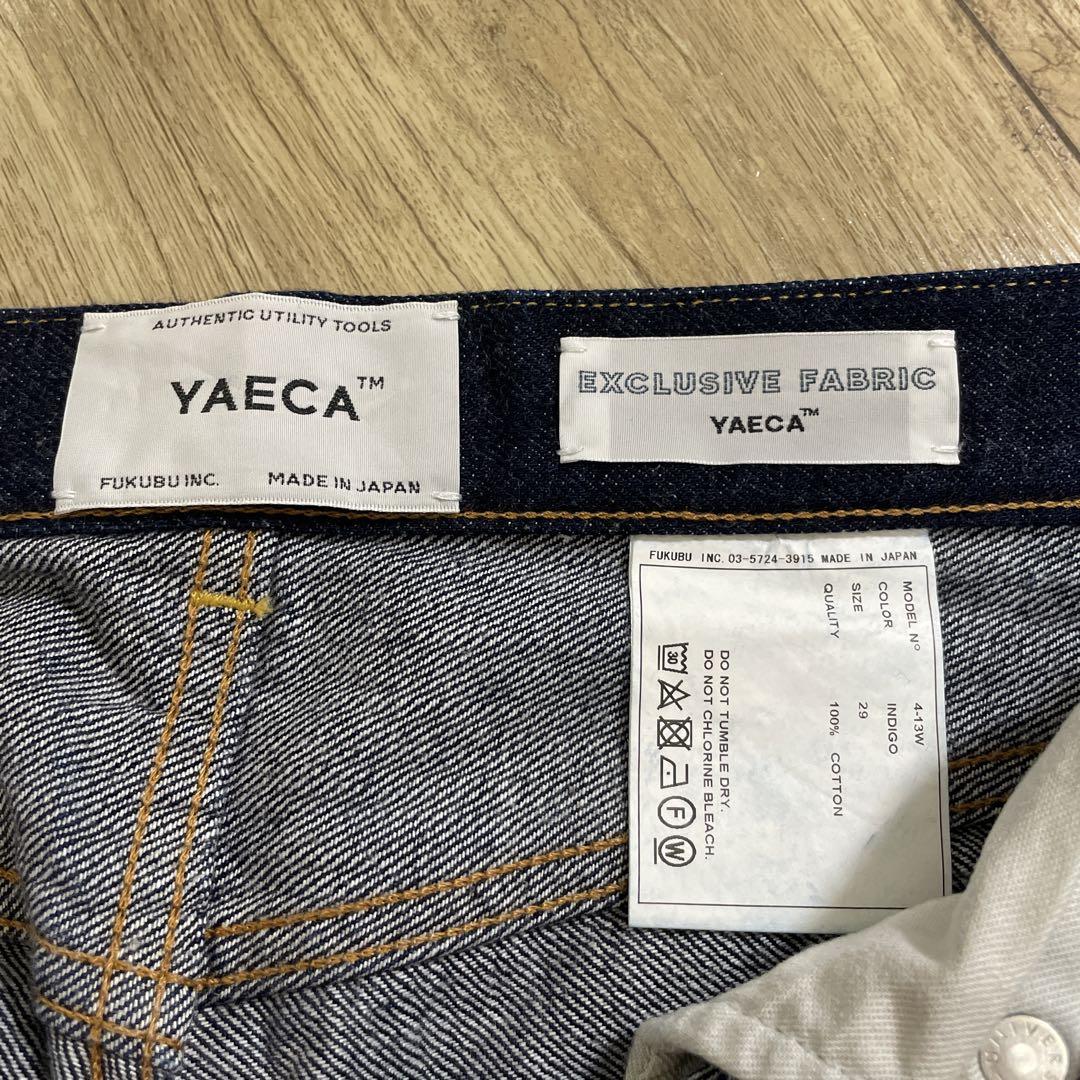 AUTHENTIC UTILITY TOOLS
YAECA™
FUKUBU INC. MADE IN JAPAN
EXCLUSIVE FABRIC
YAECA™
FUKUBU INC. 03-5724-3915 MADE IN JAPAN
MODEL Nº 4-13W
COLOR INDIGO
SIZE 29
QUALITY 100% COTTON
DO NOT TUMBLE DRY.
DO NOT CHLORINE BLEACH.
30
F
W